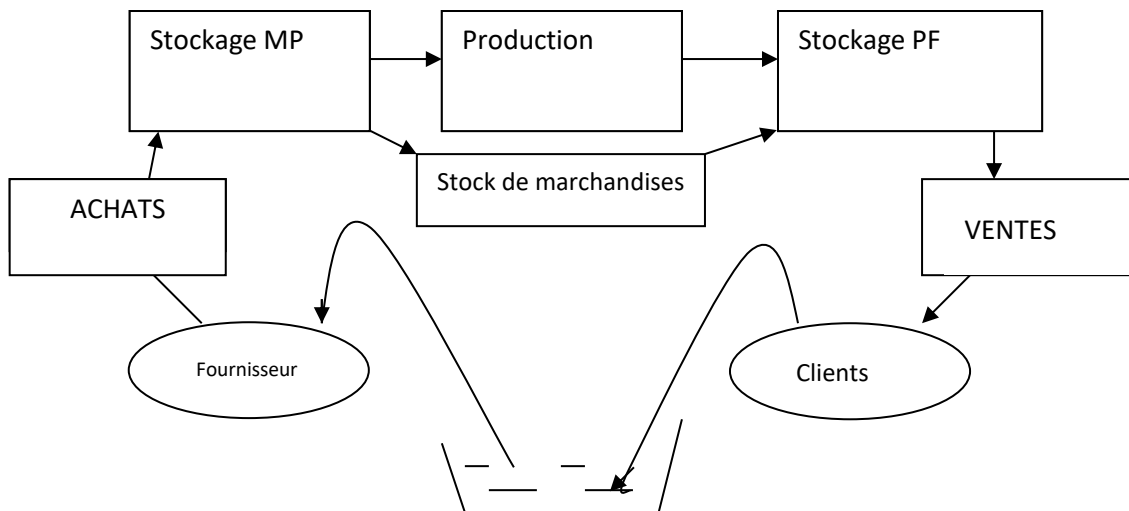 Stockage MP
Production
Stockage PF
Stock de marchandises
ACHATS
VENTES
Fournisseur
Clients